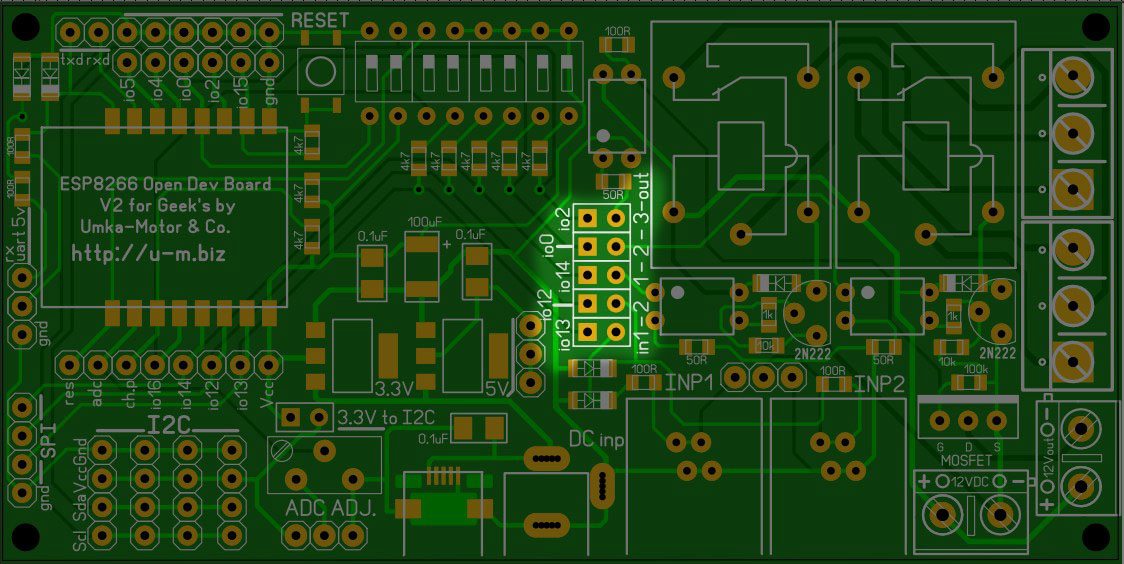 RESET
txd rxd
io5
io4
io0
io2
io15
gnd
100R
100R
100R
4k7
4k7
4k7
4k7
4k7
4k7
4k7
4k7
ESP8266 Open Dev Board
V2 for Geek's by
Umka-Motor & Co.
http://u-m.biz
rx
uart 5v
gnd
0.1uF
100uF
+
0.1uF
50R
io2
io0
io14
io12
io13
in1-2 1-2-3-out
3.3V
5V
50R
1k
10k
2N222
50R
1k
10k
2N222
100R
INP1
100R
INP2
100k
res
adc
chp
io16
io14
io12
io13
Vcc
SPI
gnd
I2C
3.3V to I2C
Scl Sda Vcc Gnd
0.1uF
DC inp
ADC ADJ.
G D S
MOSFET
+ 12VDC -
+ 12Vout -